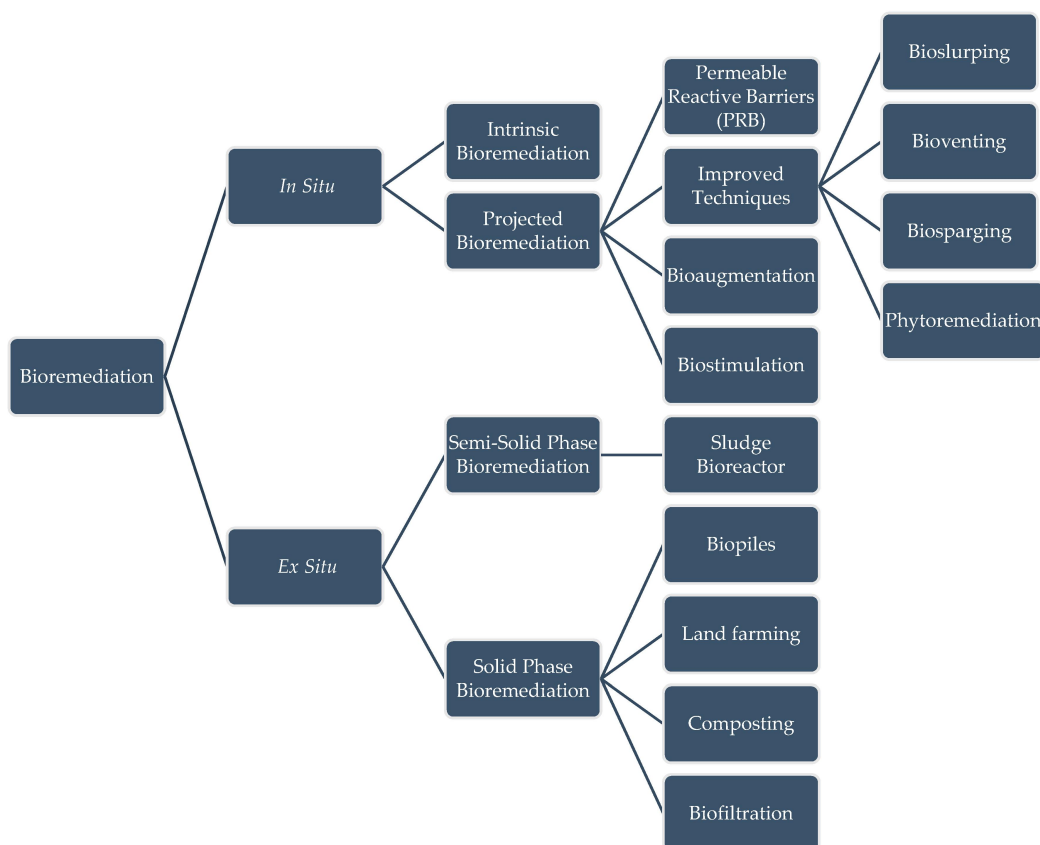 Bioremediation
In Situ
Intrinsic
Bioremediation
Projected
Bioremediation
Permeable
Reactive Barriers
(PRB)
Improved
Techniques
Bioslurping
Bioventing
Biosparging
Phytoremediation
Bioaugmentation
Biostimulation
Ex Situ
Semi-Solid Phase
Bioremediation
Sludge
Bioreactor
Solid Phase
Bioremediation
Biopiles
Land farming
Composting
Biofiltration